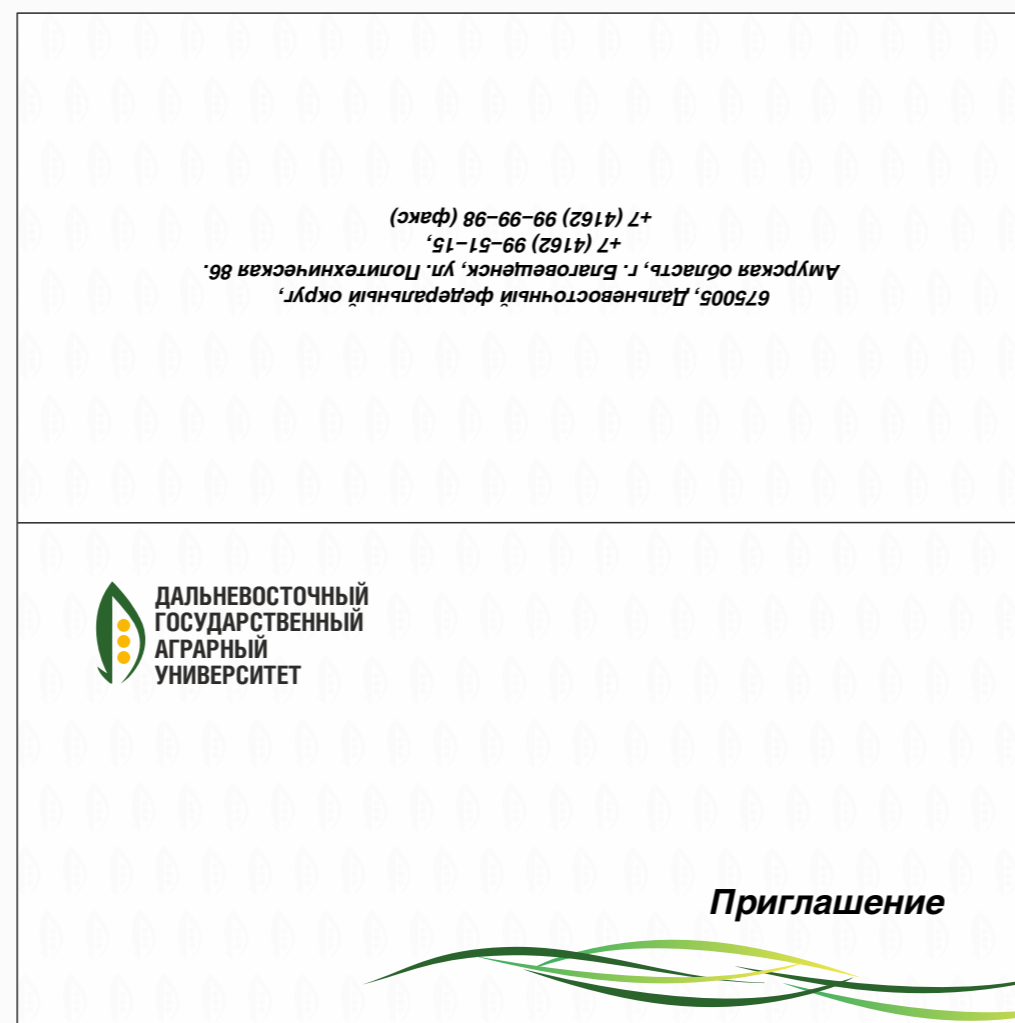 675005, Дальневосточный федеральный округ,
Амурская область, г. Благовещенск, ул. Политехническая 86.
+7 (4162) 99–51–15,
+7 (4162) 99–99–98 (факс)
ДАЛЬНЕВОСТОЧНЫЙ
ГОСУДАРСТВЕННЫЙ
АГРАРНЫЙ
УНИВЕРСИТЕТ
Приглашение